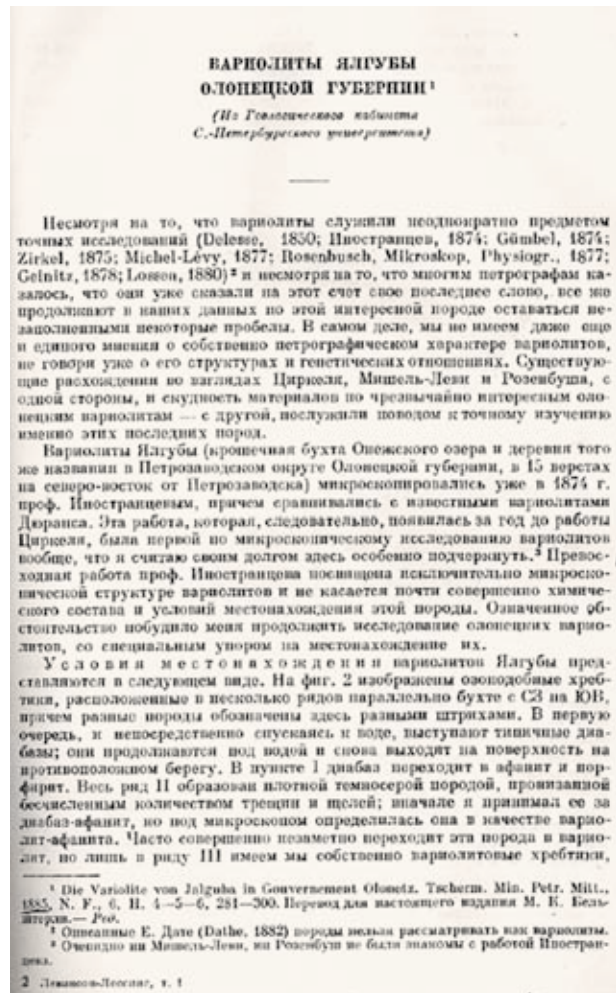 ВАРИОЛИТЫ ЯЛГУБЫ
ОЛОНЕЦКОЙ ГУБЕРНИИ¹
(Из Геологического кабинета
С.-Петербургского университета)
Несмотря на то, что вариолиты служили неоднократно предметом
точных исследований (Delesse, 1850; Иностранцев, 1874; Gümbel, 1874;
Zirkel, 1875; Michel-Lévy, 1877; Rosenbusch, Mikroskop, Physiogr., 1877;
Geinitz, 1878; Lossen, 1880)² и несмотря на то, что многим петрографам ка-
залось, что они уже сказали на этот счет свое последнее слово, все же
продолжают в наших данных по этой интересной породе оставаться не-
заполненными некоторые пробелы. В самом деле, мы не имеем даже еще
и единого мнения о собственно петрографическом характере вариолитов,
не говоря уже о его структурах и генетических отношениях. Существую-
щие расхождения во взглядах Циркеля, Мишель-Леви и Розенбуша, с
одной стороны, и скудность материалов по чрезвычайно интересным оло-
нецким вариолитам — с другой, послужили поводом к точному изучению
именно этих последних пород.
Вариолиты Ялгубы (крошечная бухта Онежского озера и деревня того
же названия в Петрозаводском округе Олонецкой губернии, в 15 верстах
на северо-восток от Петрозаводска) микроскопировались уже в 1874 г.
проф. Иностранцевым, причем сравнивались с известными вариолитами
Дюранса. Эта работа, которая, следовательно, появилась за год до работы
Циркеля, была первой по микроскопическому исследованию вариолитов
вообще, что я считаю своим долгом здесь особенно подчеркнуть.³ Превос-
ходная работа проф. Иностранцева посвящена исключительно микроско-
пической структуре вариолитов и не касается почти совершенно химиче-
ского состава и условий местонахождения этой породы. Означенное об-
стоятельство побудило меня продолжить исследование олонецких варио-
литов, со специальным упором на местонахождение их.
Условия местонахождения вариолитов Ялгубы пред-
ставляются в следующем виде. На фиг. 2 изображены озоподобные хреб-
тики, расположенные в несколько рядов параллельно бухте с СЗ на ЮВ,
причем разные породы обозначены здесь разными штрихами. В первую
очередь, и непосредственно спускаясь к воде, выступают типичные диа-
базы; они продолжаются под водой и снова выходят на поверхность на
противоположном берегу. В пункте 1 диабаз переходит в афанит и пор-
фирит. Весь ряд II образован плотной темносерой породой, пронизанной
бесчисленным количеством трещин и щелей; вначале я принимал ее за
диабаз-афанит, но под микроскопом определилась она в качестве варио-
лит-афанита. Часто совершенно незаметно переходит эта порода в варио-
лит, но лишь в ряду III имеем мы собственно вариолитовые хребтики,
¹ Die Variolite von Jalguba in Gouvernement Olonetz. Tscherm. Min. Petr. Mitt.,
1885, N. F., 6, H. 4—5—6, 281—300. Перевод для настоящего издания М. К. Бель-
штерли.— Ред.
² Описанные Е. Дате (Dathe, 1882) породы нельзя рассматривать как вариолиты.
³ Очевидно ни Мишель-Леви, ни Розенбуш не были знакомы с работой Иностран-
цева.
2 Левинсон-Лессинг, т. I